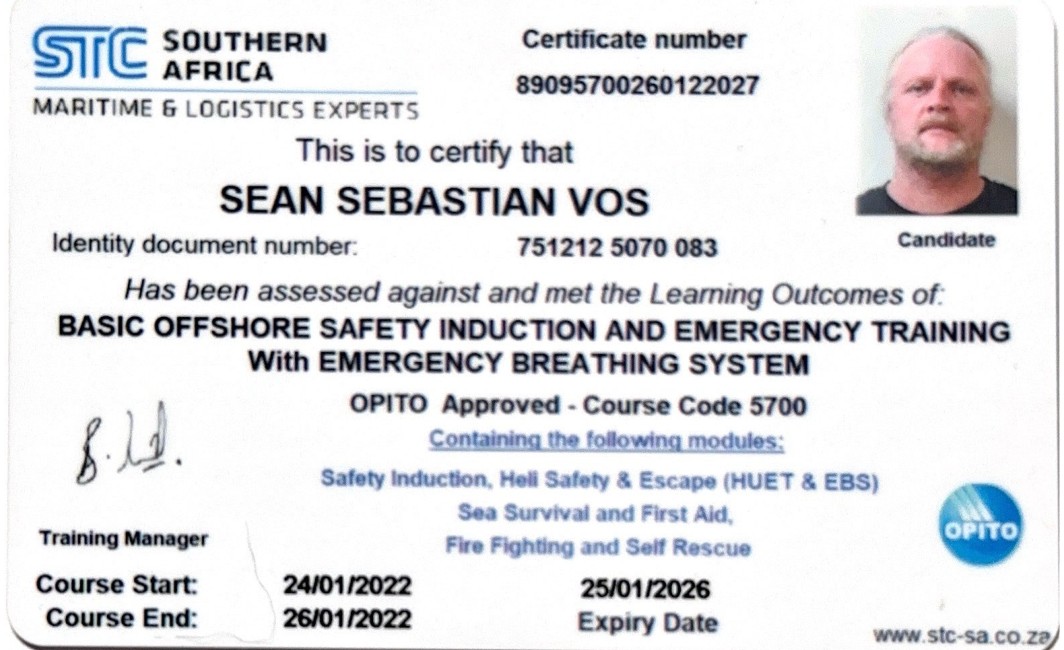 STC SOUTHERN AFRICA
MARITIME & LOGISTICS EXPERTS
Certificate number
89095700260122027
This is to certify that
SEAN SEBASTIAN VOS
Identity document number: 751212 5070 083
Candidate
Has been assessed against and met the Learning Outcomes of:
BASIC OFFSHORE SAFETY INDUCTION AND EMERGENCY TRAINING
With EMERGENCY BREATHING SYSTEM
OPITO Approved - Course Code 5700
Containing the following modules:
Safety Induction, Heli Safety & Escape (HUET & EBS)
Sea Survival and First Aid,
Fire Fighting and Self Rescue
OPITO
Training Manager
Course Start: 24/01/2022 25/01/2026
Course End: 26/01/2022 Expiry Date
www.stc-sa.co.za